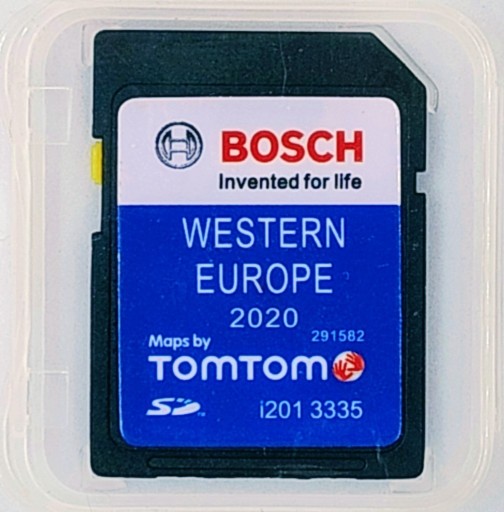 BOSCH
Invented for life
WESTERN
EUROPE
2020
291582
Maps by
TOMTOM
SD
i201 3335